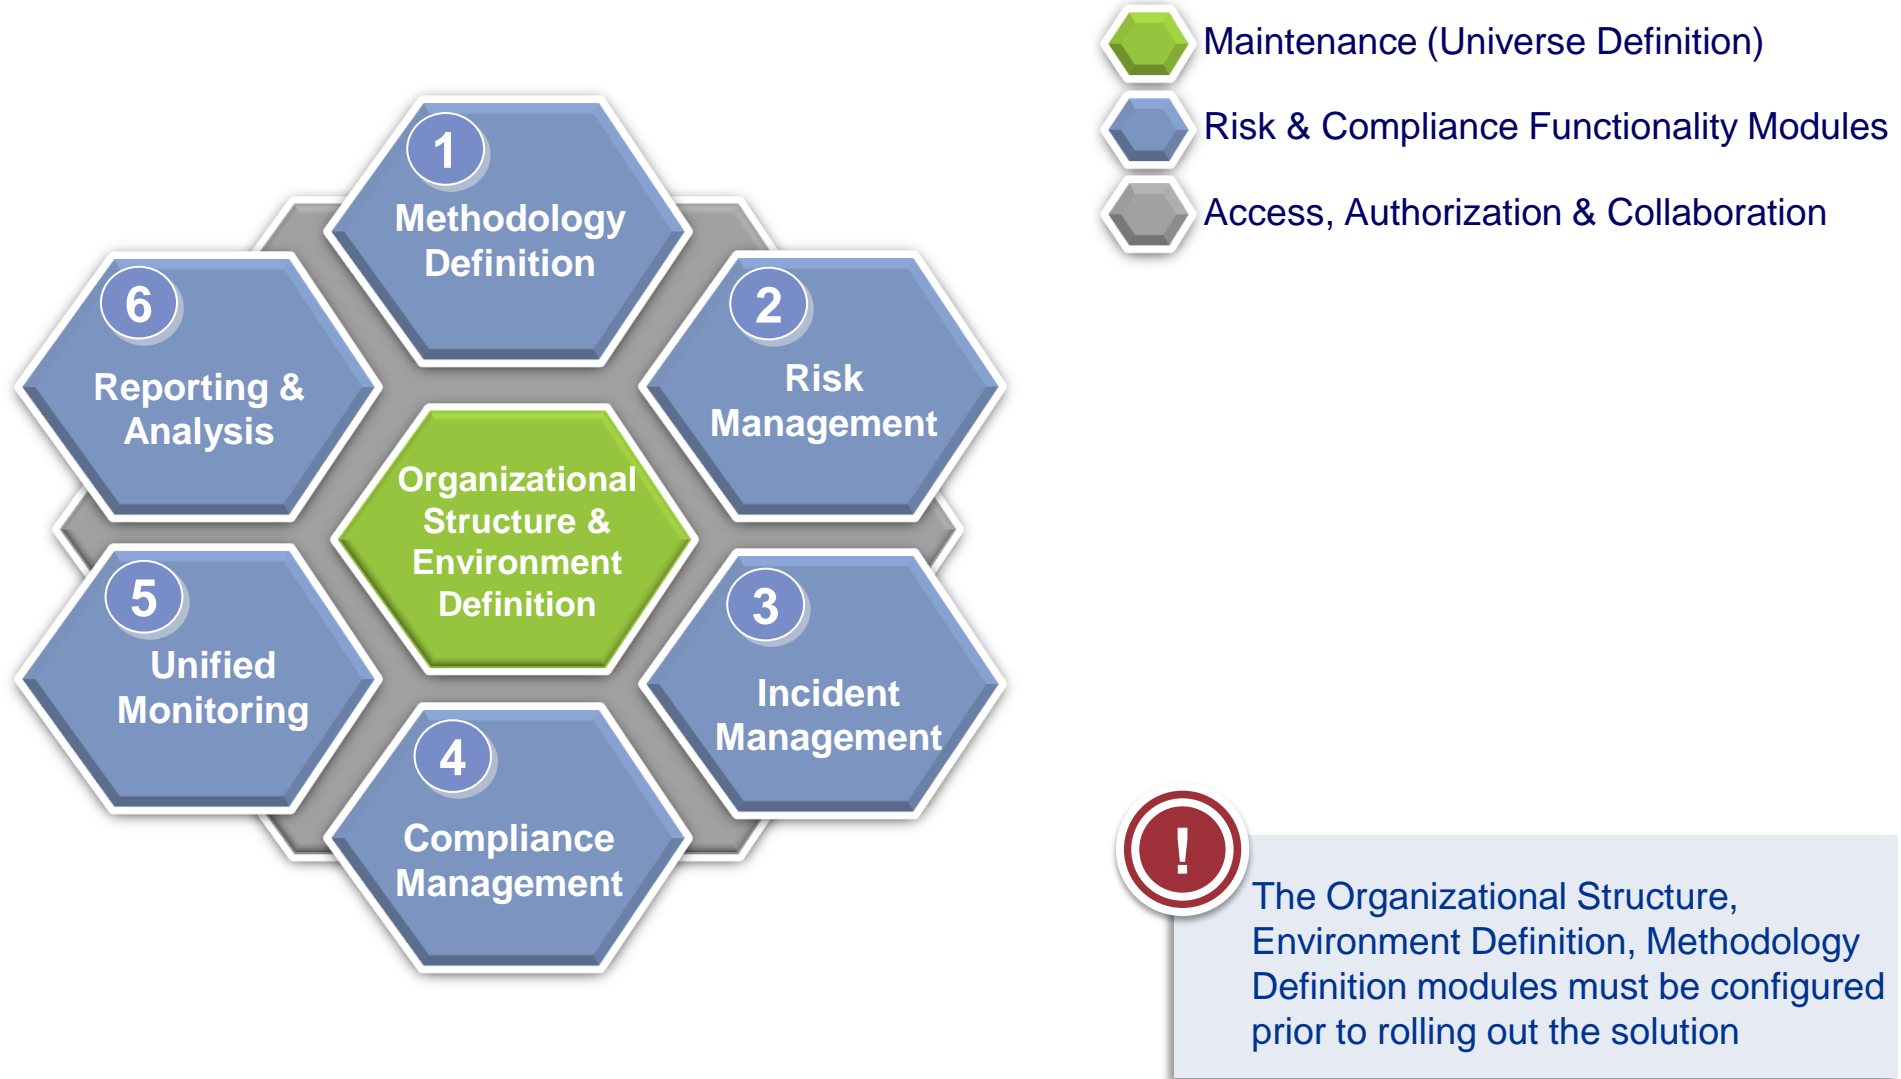 Maintenance (Universe Definition)
Risk & Compliance Functionality Modules
Access, Authorization & Collaboration
1
Methodology
Definition
2
Risk
Management
3
Incident
Management
4
Compliance
Management
5
Unified
Monitoring
6
Reporting &
Analysis
Organizational
Structure &
Environment
Definition
!
The Organizational Structure,
Environment Definition, Methodology
Definition modules must be configured
prior to rolling out the solution